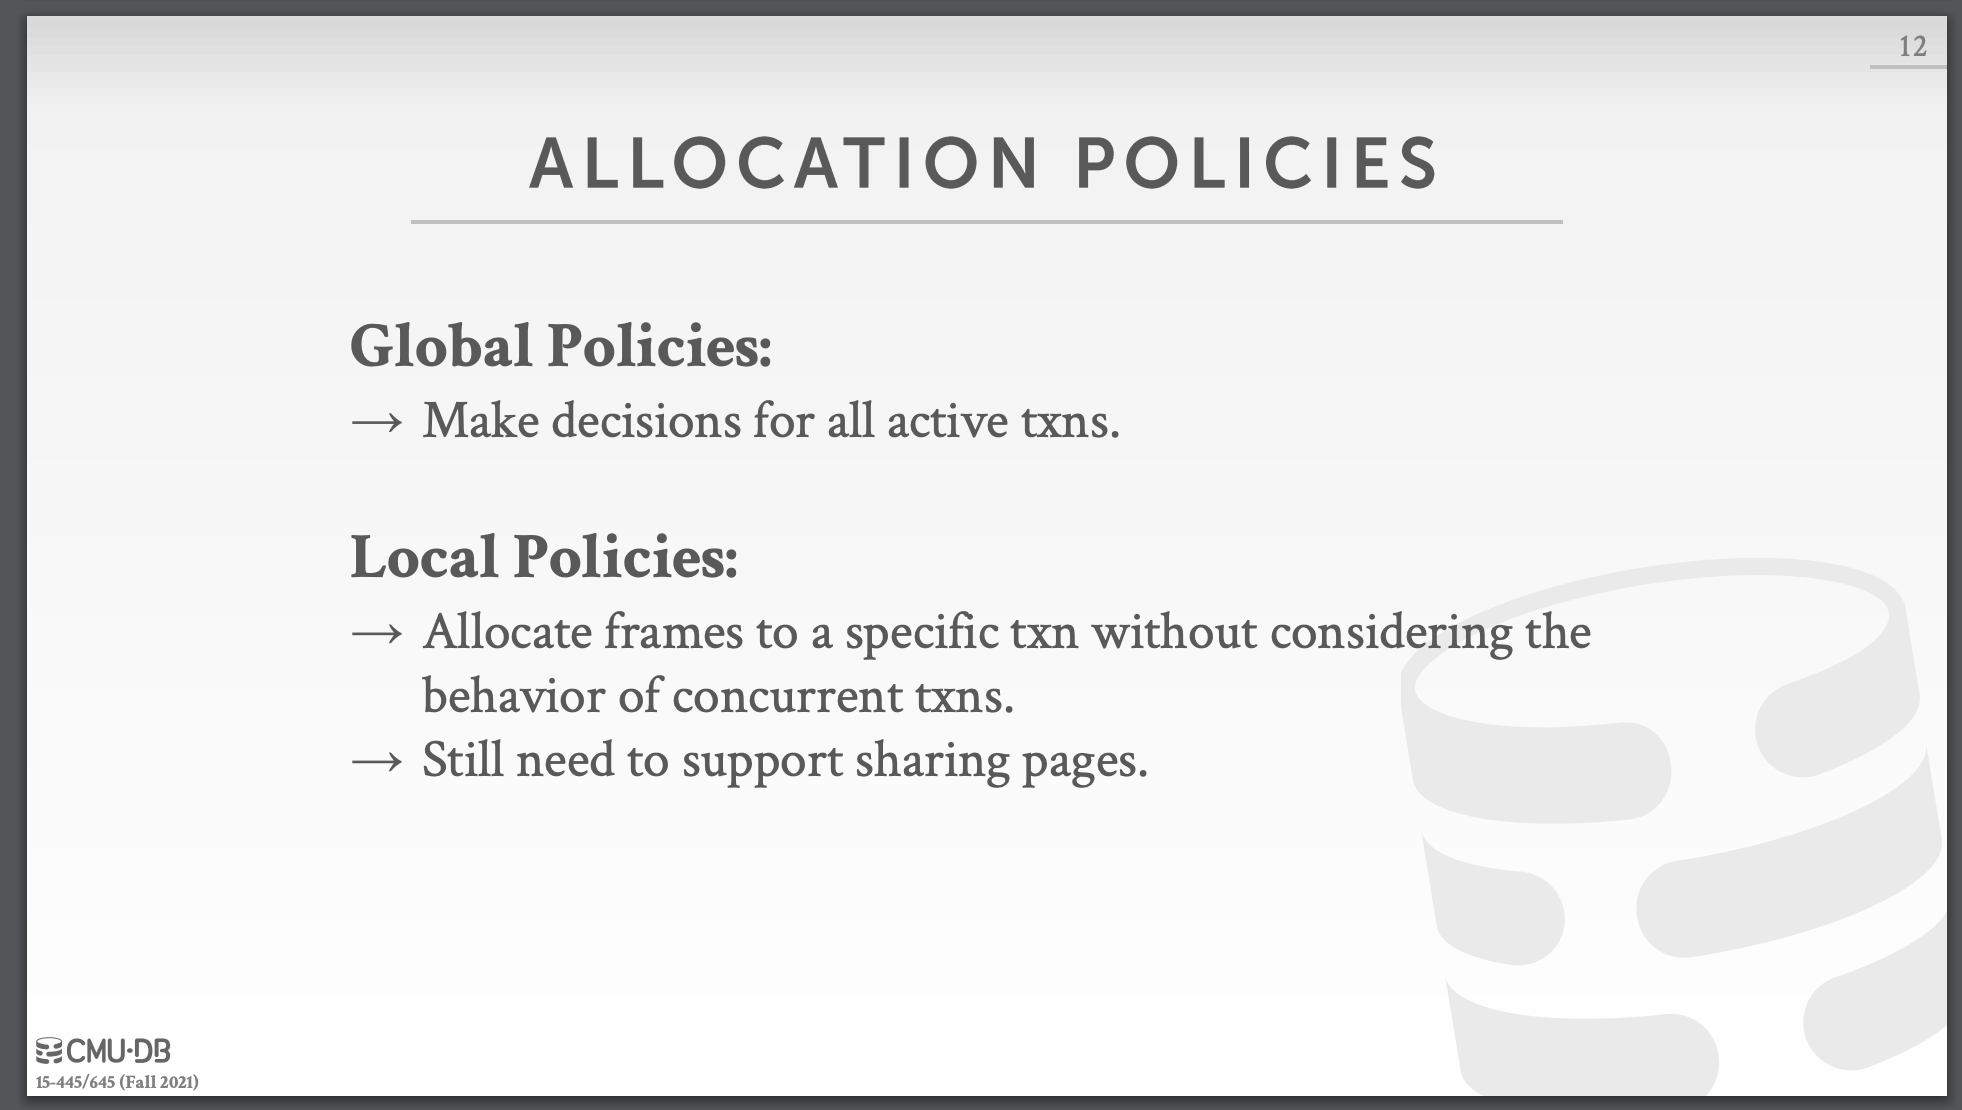 12
ALLOCATION POLICIES
Global Policies:
→ Make decisions for all active txns.
Local Policies:
→ Allocate frames to a specific txn without considering the
behavior of concurrent txns.
→ Still need to support sharing pages.
CMU·DB
15-445/645 (Fall 2021)